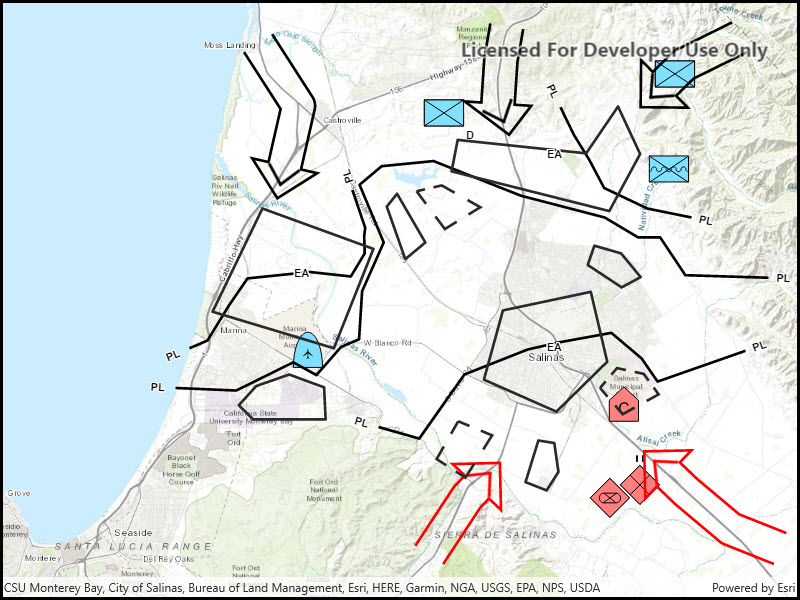 Moss Landing
Moro Cojo Slough
Manzanita
Regional
Towne Creek
Licensed For Developer Use Only
Highway-156
156
Castroville
PL
D
EA
PL
Salinas
Riv Natl
Wildlife
Refuge
Salinas River
Natividad Cr
PL
Cabrillo-Hwy
EA
PL
Marina
Marina
Salinas River
W Blanco Rd
EA
Salinas
PL
PL
PL
Salinas
Municipal
C
California State
University Monterey Bay
PL
Fort
Ord
Alisal Creek
Bayonet
Black
Horse Golf
Course
Fort Ord
National
Monument
Grove
Seaside
SIERRA DE SALINAS
SANTA LUCIA RANGE
Monterey
Del Rey Oaks
Monterey
Fort Ord
National
CSU Monterey Bay, City of Salinas, Bureau of Land Management, Esri, HERE, Garmin, NGA, USGS, EPA, NPS, USDA
Powered by Esri